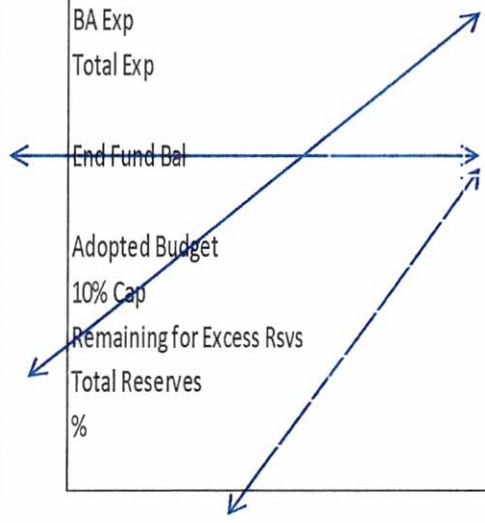 BA Exp
Total Exp
End Fund Bal
Adopted Budget
10% Cap
Remaining for Excess Rsvs
Total Reserves
%